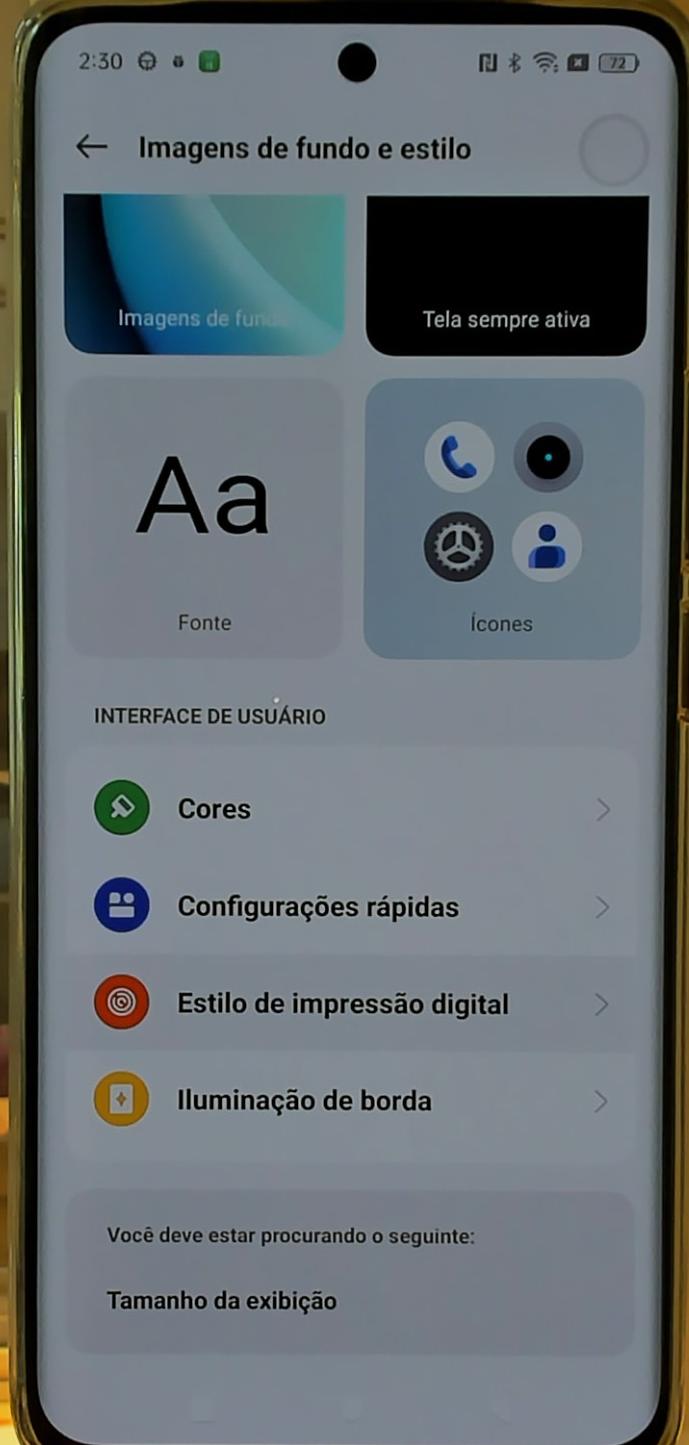 2:30
72
Imagens de fundo e estilo
Imagens de fundo
Tela sempre ativa
Aa
Fonte
Ícones
INTERFACE DE USUÁRIO
Cores
Configurações rápidas
Estilo de impressão digital
Iluminação de borda
Você deve estar procurando o seguinte:
Tamanho da exibição